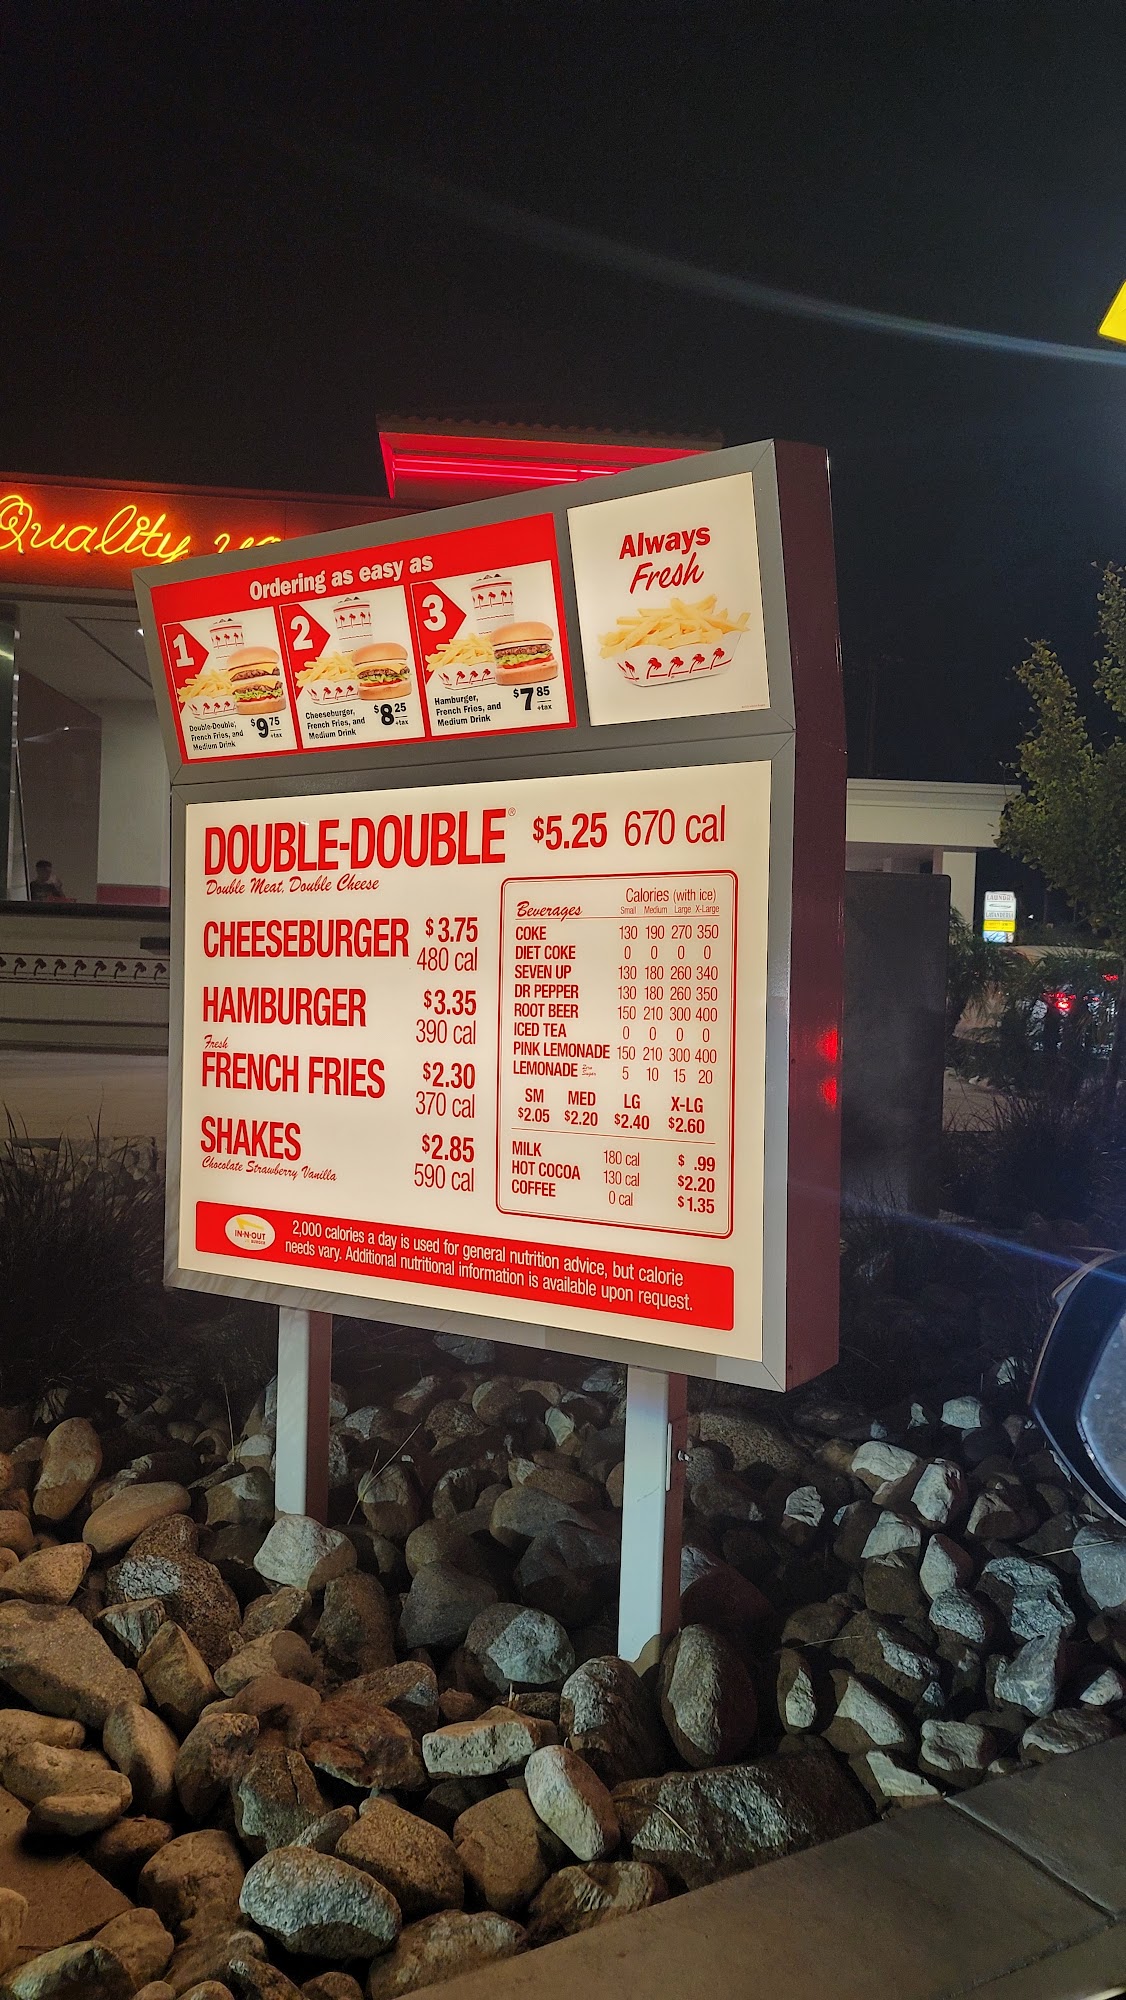 Quality
Ordering as easy as
1
Double-Double,
French Fries, and
Medium Drink
$9.75
+tax
2
Cheeseburger,
French Fries, and
Medium Drink
$8.25
+tax
3
Hamburger,
French Fries, and
Medium Drink
$7.85
+tax
Always
Fresh
DOUBLE-DOUBLE® $5.25 670 cal
Double Meat, Double Cheese
CHEESEBURGER $3.75
480 cal
HAMBURGER $3.35
390 cal
Fresh
FRENCH FRIES $2.30
370 cal
SHAKES $2.85
Chocolate Strawberry Vanilla 590 cal
Calories (with ice)
Beverages Small Medium Large X-Large
COKE 130 190 270 350
DIET COKE 0 0 0 0
SEVEN UP 130 180 260 340
DR PEPPER 130 180 260 350
ROOT BEER 150 210 300 400
ICED TEA 0 0 0 0
PINK LEMONADE 150 210 300 400
LEMONADE Zero Sugar 5 10 15 20
SM MED LG X-LG
$2.05 $2.20 $2.40 $2.60
MILK 180 cal $ .99
HOT COCOA 130 cal $2.20
COFFEE 0 cal $1.35
IN-N-OUT
BURGER
2,000 calories a day is used for general nutrition advice, but calorie
needs vary. Additional nutritional information is available upon request.
LAUNDRY
LAVANDERIA